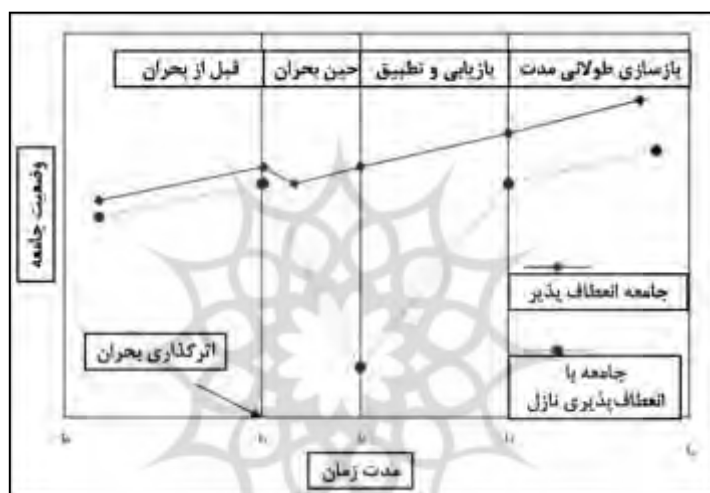 قبل از بحران
حین بحران
بازیابی و تطبیق
بازسازی طولانی مدت
وضعیت جامعه
جامعه انعطاف پذیر
اثرگذاری بحران
جامعه با
انعطاف‌پذیری نازل
مدت زمان